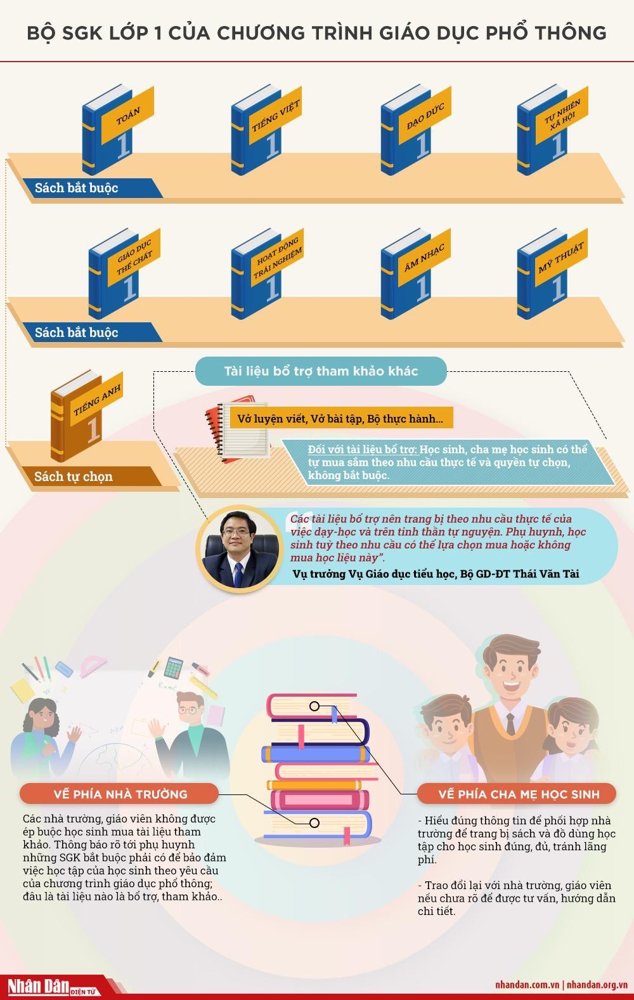 BỘ SGK LỚP 1 CỦA CHƯƠNG TRÌNH GIÁO DỤC PHỔ THÔNG
TOÁN
1
TIẾNG VIỆT
1
ĐẠO ĐỨC
1
TỰ NHIÊN
XÃ HỘI
1
Sách bắt buộc
GIÁO DỤC
THỂ CHẤT
1
HOẠT ĐỘNG
TRẢI NGHIỆM
1
ÂM NHẠC
1
MỸ THUẬT
1
Sách bắt buộc
TIẾNG ANH
1
Sách tự chọn
Tài liệu bổ trợ tham khảo khác
Vở luyện viết, Vở bài tập, Bộ thực hành...
Đối với tài liệu bổ trợ: Học sinh, cha mẹ học sinh có thể
tự mua sắm theo nhu cầu thực tế và quyền tự chọn,
không bắt buộc.
“
Các tài liệu bổ trợ nên trang bị theo nhu cầu thực tế của
việc dạy-học và trên tinh thần tự nguyện. Phụ huynh, học
sinh tuỳ theo nhu cầu có thể lựa chọn mua hoặc không
mua học liệu này”.
Vụ trưởng Vụ Giáo dục tiểu học, Bộ GD-ĐT Thái Văn Tài
VỀ PHÍA NHÀ TRƯỜNG
Các nhà trường, giáo viên không được
ép buộc học sinh mua tài liệu tham
khảo. Thông báo rõ tới phụ huynh
những SGK bắt buộc phải có để bảo đảm
việc học tập của học sinh theo yêu cầu
của chương trình giáo dục phổ thông;
đâu là tài liệu nào là bổ trợ, tham khảo..
VỀ PHÍA CHA MẸ HỌC SINH
- Hiểu đúng thông tin để phối hợp nhà
trường để trang bị sách và đồ dùng học
tập cho học sinh đúng, đủ, tránh lãng
phí.
- Trao đổi lại với nhà trường, giáo viên
nếu chưa rõ để được tư vấn, hướng dẫn
chi tiết.
Nhân Dân
ĐIỆN TỬ
nhandan.com.vn | nhandan.org.vn